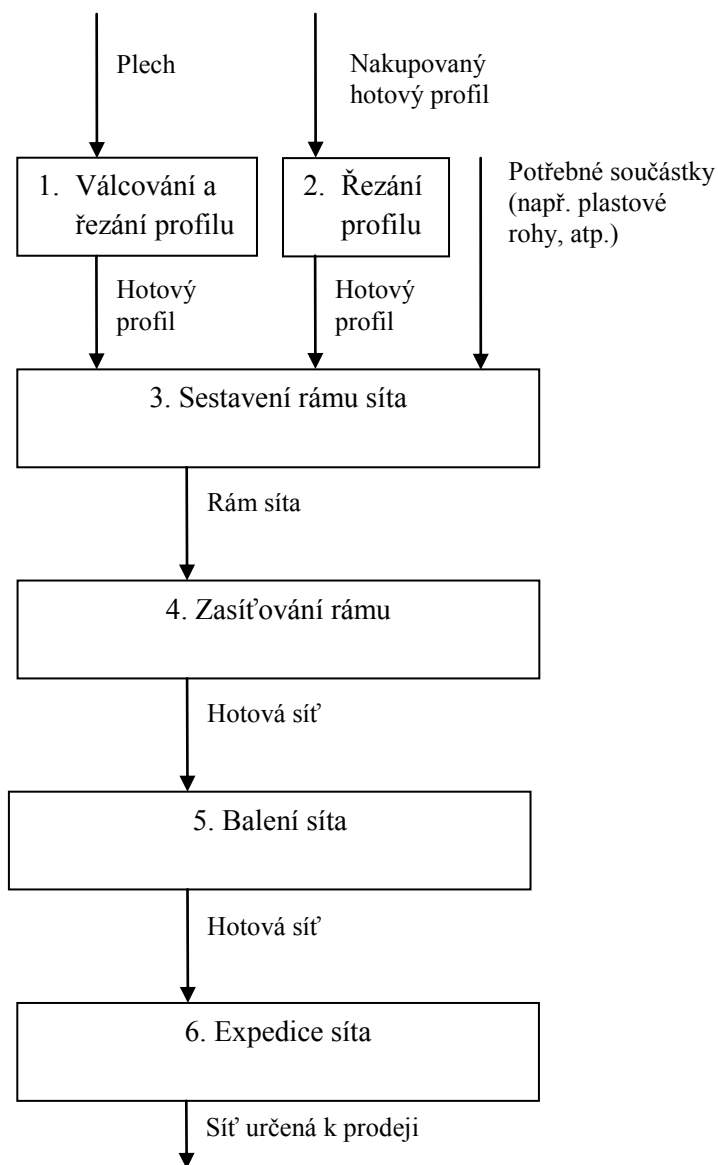 Plech
Nakupovaný
hotový profil
1. Válcování a
řezání profilu
2. Řezání
profilu
Potřebné součástky
(např. plastové
rohy, atp.)
Hotový
profil
Hotový
profil
3. Sestavení rámu síta
Rám síta
4. Zasíťování rámu
Hotová síť
5. Balení síta
Hotová síť
6. Expedice síta
Síť určená k prodeji